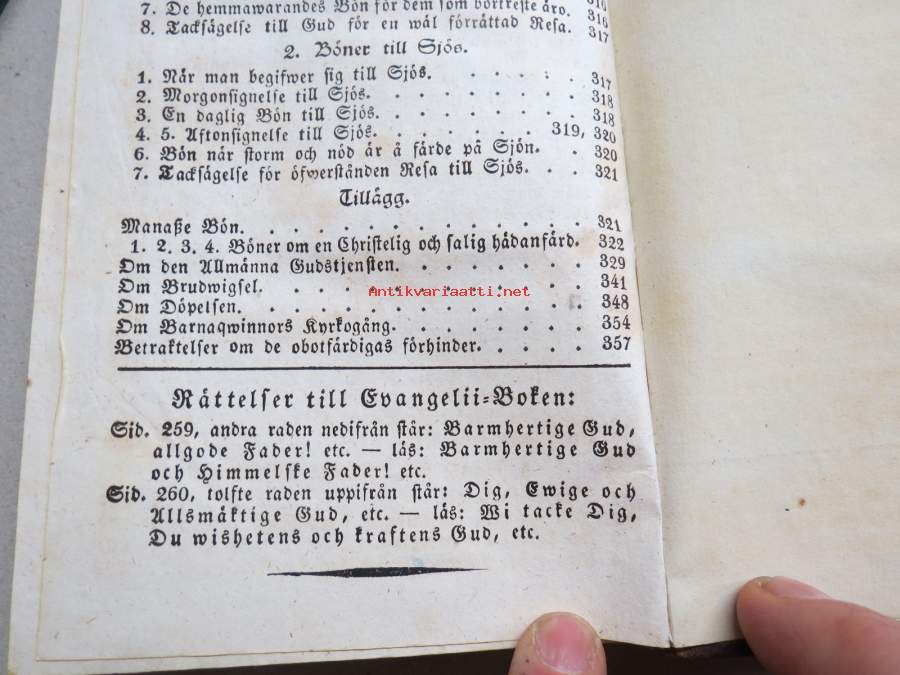 7. De hemmawarandes Bön för dem som bortreste äro. 316
8. Tacksägelse till Gud för en wäl förrättad Resa. 317
2. Böner till Sjös.
1. När man begifwer sig till Sjös. . . . . . 317
2. Morgonsignelse till Sjös. . . . . . . . . 318
3. En daglig Bön till Sjös. . . . . . . . . 318
4. 5. Aftonsignelse till Sjös. . . . . . . . 319, 320
6. Bön när storm och nöd är å färde på Sjön. . 320
7. Tacksägelse för öfwerstånden Resa till Sjös. . . 321
Tillägg.
Manaße Bön. . . . . . . . . . . . . . 321
1. 2. 3. 4. Böner om en Christelig och salig hädanfärd. 322
Om den Allmänna Gudstjensten. . . . . . . . 329
Om Brudwigsel. . . . . . . . . . . . . 341
Antikvariaatti.net
Om Döpelsen. . . . . . . . . . . . . . 348
Om Barnaqwinnors Kyrkogång. . . . . . . . 354
Betraktelser om de obotfärdigas förhinder. . . . . 357
Rättelser till Evangelii-Boken:
Sid. 259, andra raden nedifrån står: Barmhertige Gud,
allgode Fader! etc. — läs: Barmhertige Gud
och Himmelske Fader! etc.
Sid. 260, tolfte raden uppifrån står: Dig, Ewige och
Allsmäktige Gud, etc. — läs: Wi tacke Dig,
Du wishetens och kraftens Gud, etc.